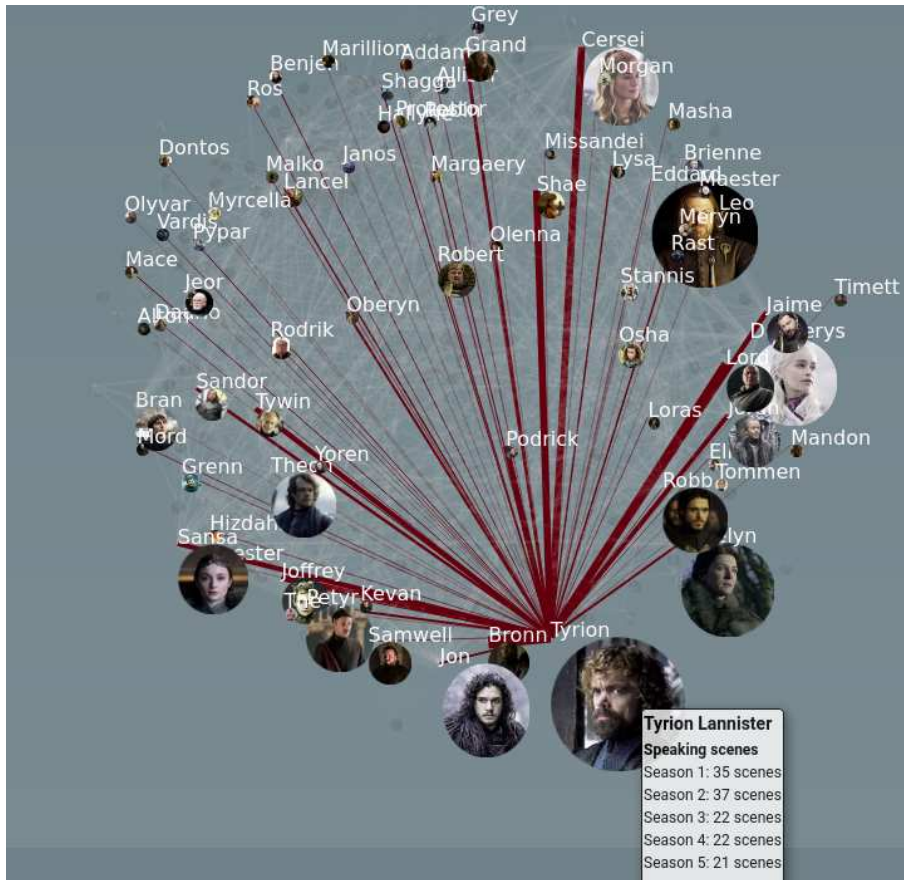 Grey
Marillion
Addam
Grand
Cersei
Benjen
Shagga
Morgan
Ros
Masha
Missandei
Dontos
Malko
Janos
Margaery
Lysa
Brienne
Eddard
Maester
Lancel
Shae
Leo
Olyvar
Myrcella
Meryn
Vardis
Pypar
Olenna
Rast
Mace
Robert
Jeor
Stannis
Timett
Oberyn
Jaime
Rodrik
Osha
Lord
Sandor
Bran
Tywin
Loras
Mord
Podrick
Mandon
Grenn
Theon
Yoren
Tommen
Robb
Hizdah
Sansa
Joffrey
The
Petyr
Kevan
Samwell
Bronn
Tyrion
Jon
Tyrion Lannister
Speaking scenes
Season 1: 35 scenes
Season 2: 37 scenes
Season 3: 22 scenes
Season 4: 22 scenes
Season 5: 21 scenes